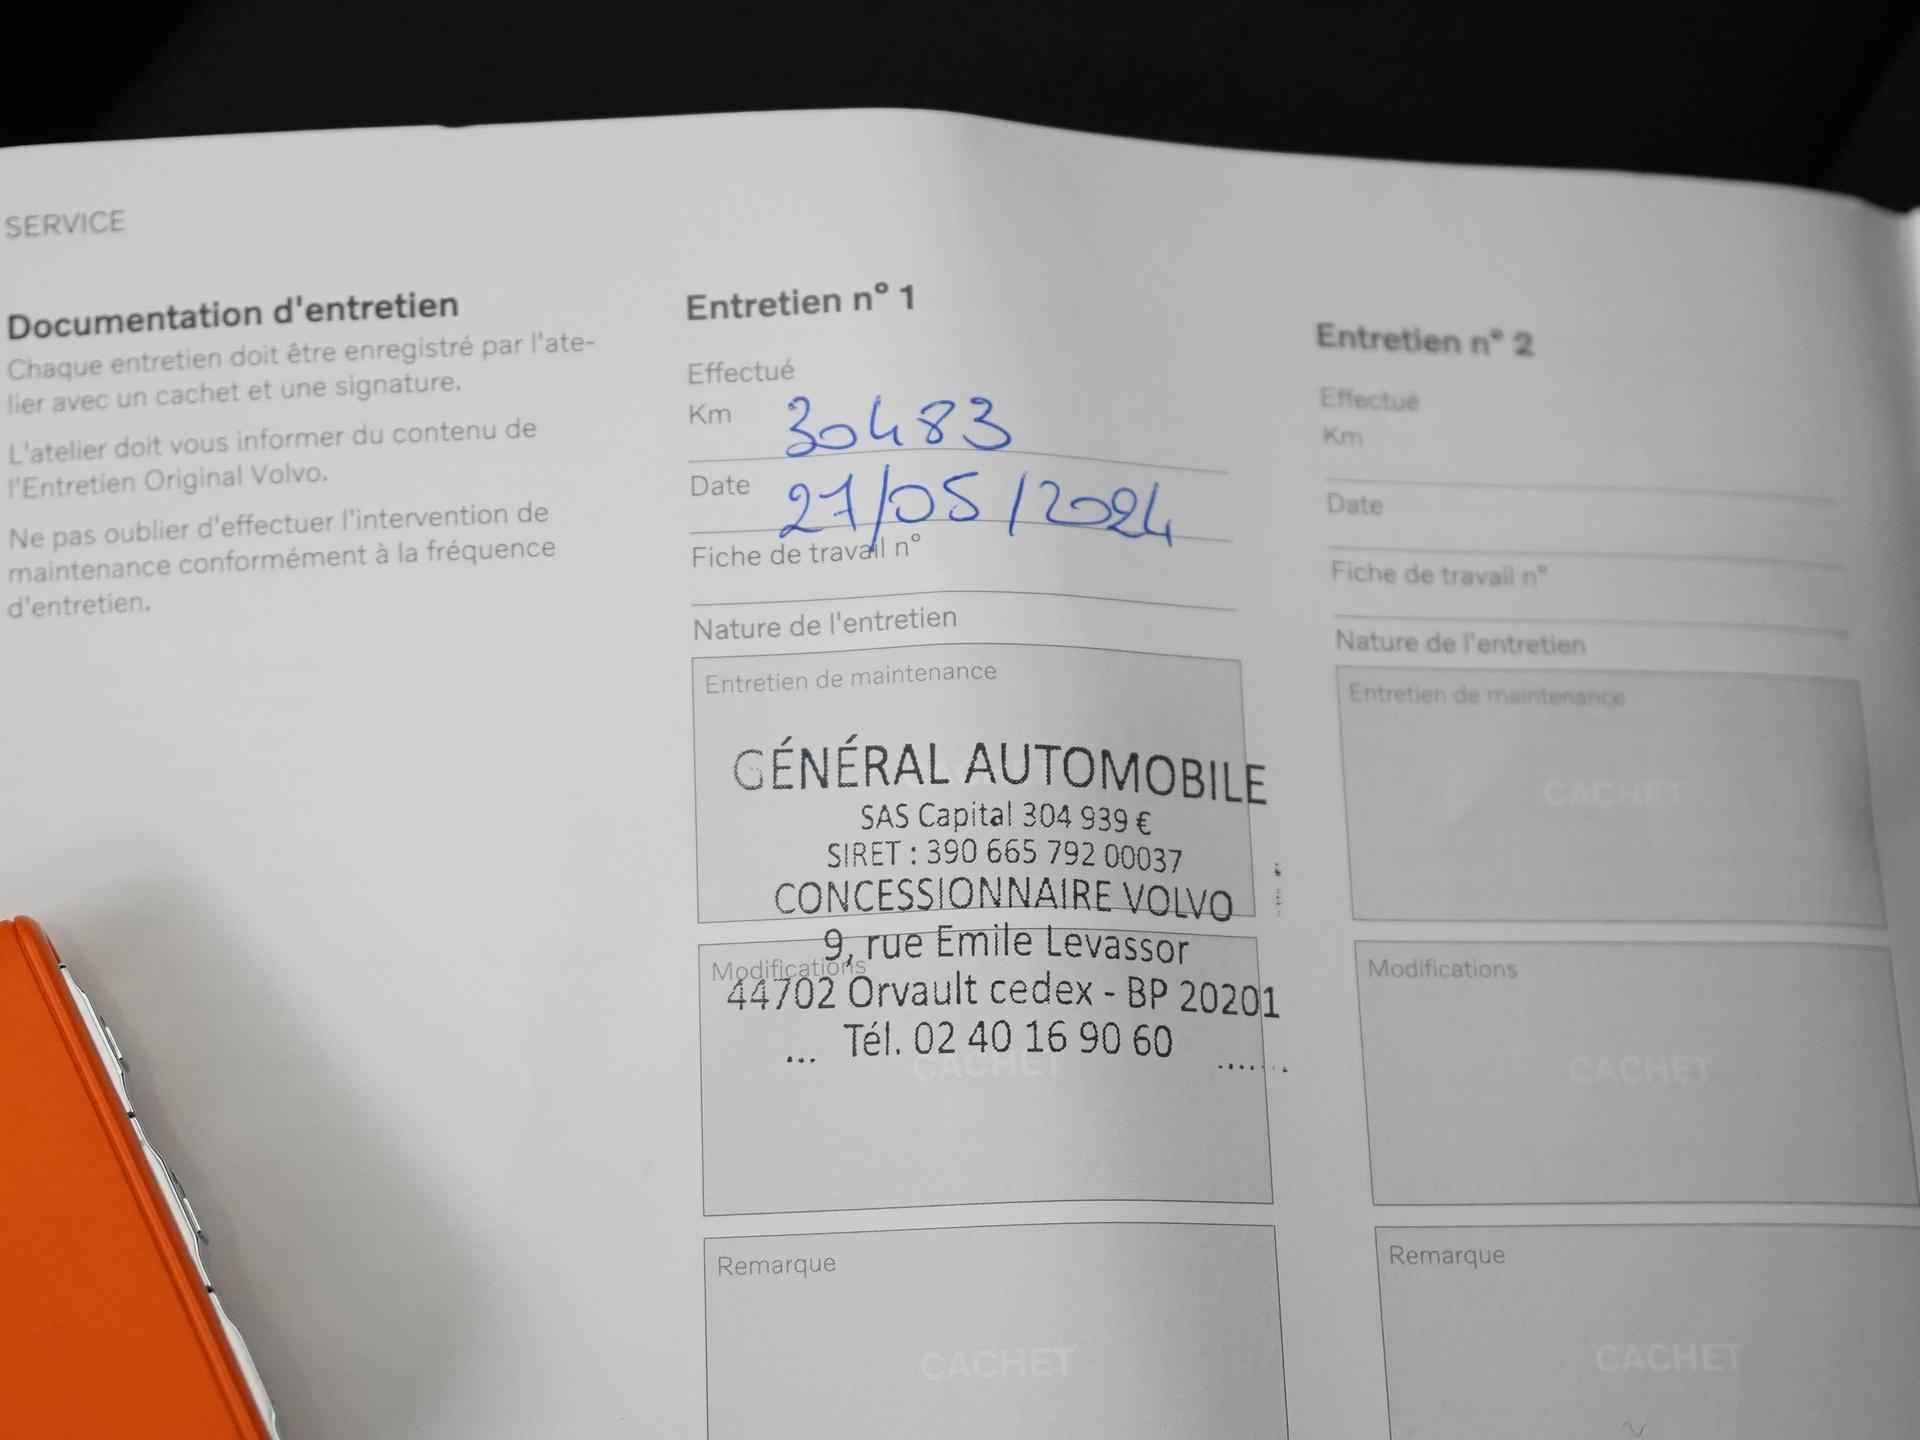 SERVICE
Documentation d'entretien
Chaque entretien doit être enregistré par l'ate-
lier avec un cachet et une signature.
L'atelier doit vous informer du contenu de
l'Entretien Original Volvo.
Ne pas oublier d'effectuer l'intervention de
maintenance conformément à la fréquence
d'entretien.
Entretien n° 1
Effectué
Km 30483
Date 27/05/2024
Fiche de travail n°
Nature de l'entretien
Entretien de maintenance
GÉNÉRAL AUTOMOBILE
SAS Capital 304 939 €
SIRET : 390 665 792 00037
CONCESSIONNAIRE VOLVO
9, rue Emile Levassor
Modifications
44702 Orvault cedex - BP 20201
Tél. 02 40 16 90 60
CACHET
Remarque
CACHET
Entretien n° 2
Effectué
Km
Date
Fiche de travail n°
Nature de l'entretien
Entretien de maintenance
CACHET
Modifications
CACHET
Remarque
CACHET